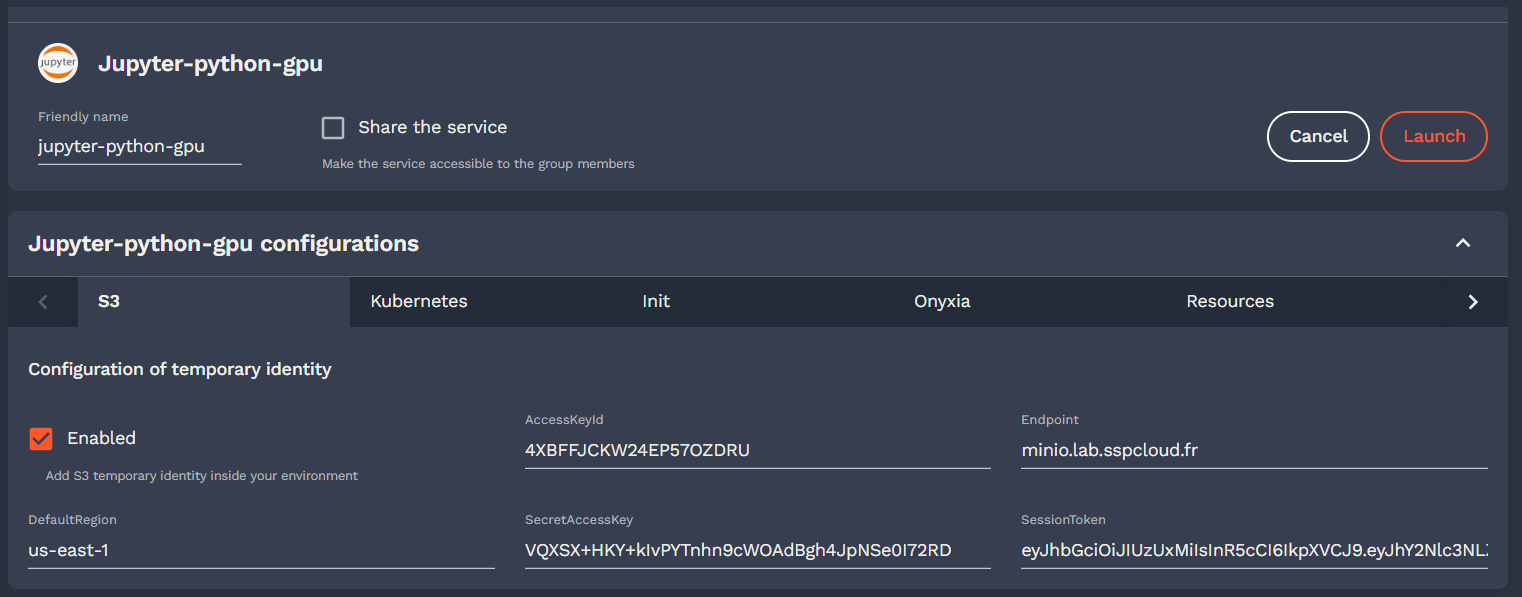 jupyter
Jupyter-python-gpu
Friendly name
jupyter-python-gpu
Share the service
Make the service accessible to the group members
Cancel
Launch
Jupyter-python-gpu configurations
S3
Kubernetes
Init
Onyxia
Resources
Configuration of temporary identity
Enabled
Add S3 temporary identity inside your environment
AccessKeyId
4XBFFJCKW24EP57OZDRU
Endpoint
minio.lab.sspcloud.fr
DefaultRegion
us-east-1
SecretAccessKey
VQXSX+HKY+kIvPYTnhn9cWOAdBgh4JpNSe0I72RD
SessionToken
eyJhbGciOiJIUzUxMiIsInR5cCI6IkpXVCJ9.eyJhY2Nlc3NLZ